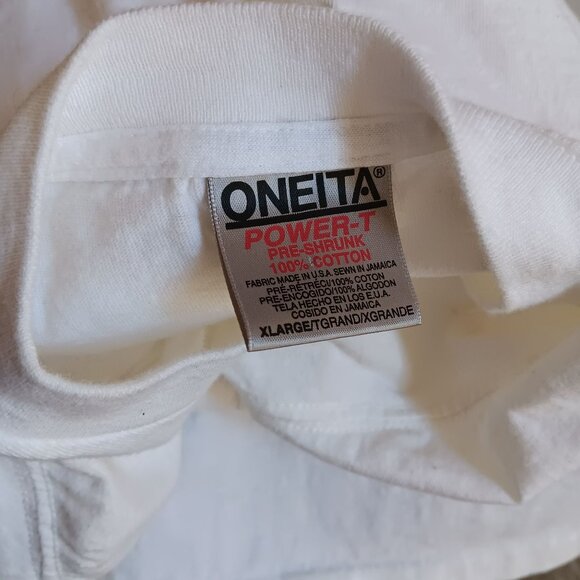 ONEITA®
POWER-T
PRE-SHRUNK
100% COTTON
FABRIC MADE IN U.S.A. SEWN IN JAMAICA
PRÉ-RÉTRÉCI/100% COTON
PRE-ENCOGIDO/100% ALGODON
TELA HECHO EN LOS E.U.A.
COSIDO EN JAMAICA
XLARGE/TGRAND/XGRANDE